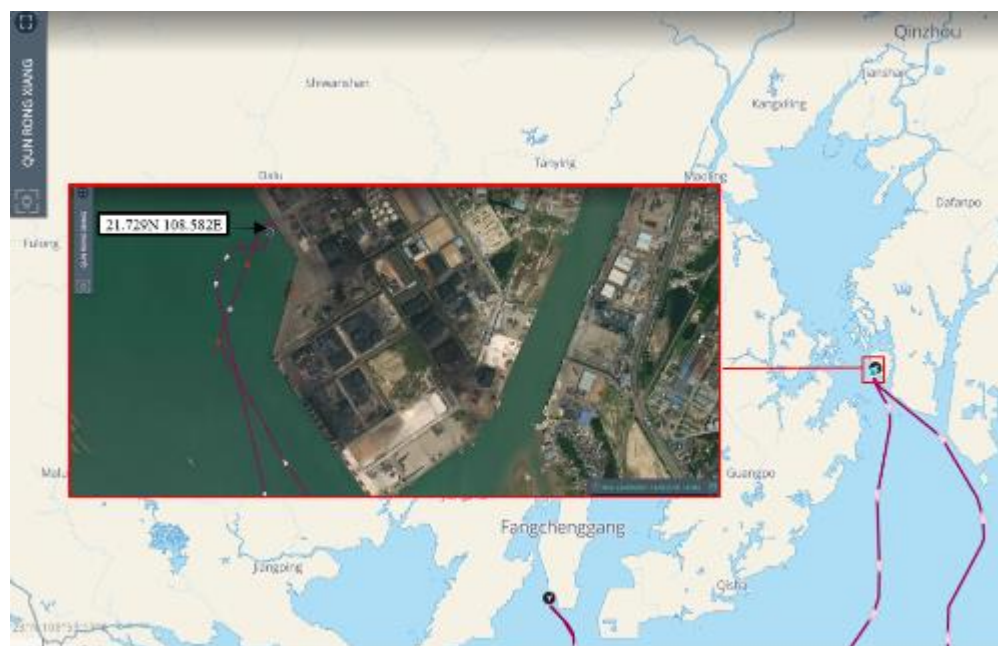 QUN RONG XIANG
Qinzhou
Jianshan
Shiwanshan
Kangxiling
Tanying
Dalu
Maoling
Dafanpo
21.729N 108.582E
Fulong
Guangpo
Fangchenggang
Jiangping
Qisha